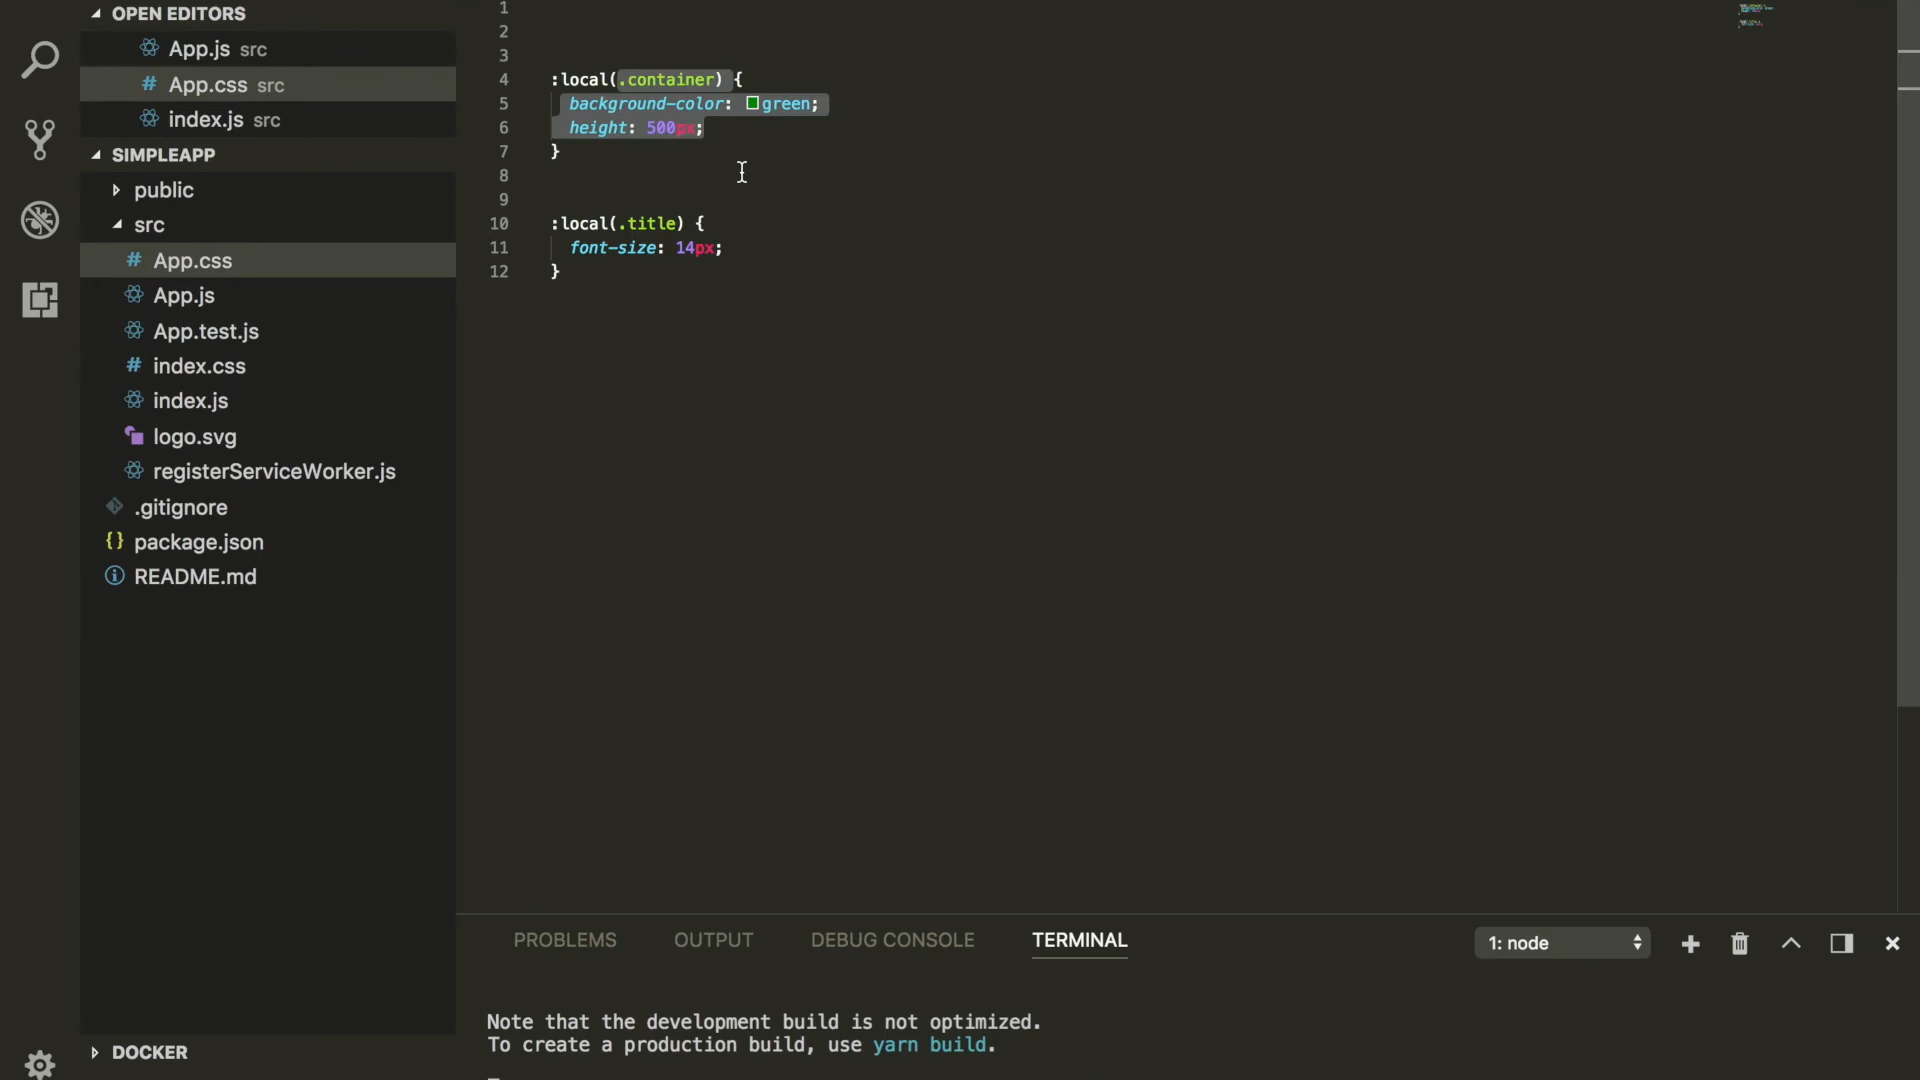 OPEN EDITORS
App.js src
App.css src
index.js src
SIMPLEAPP
public
src
App.css
App.js
App.test.js
index.css
index.js
logo.svg
registerServiceWorker.js
.gitignore
package.json
README.md
DOCKER
1
2
3
4 :local(.container) {
5 background-color: green;
6 height: 500px;
7 }
8
9
10 :local(.title) {
11 font-size: 14px;
12 }
PROBLEMS OUTPUT DEBUG CONSOLE TERMINAL 1: node
Note that the development build is not optimized.
To create a production build, use yarn build.